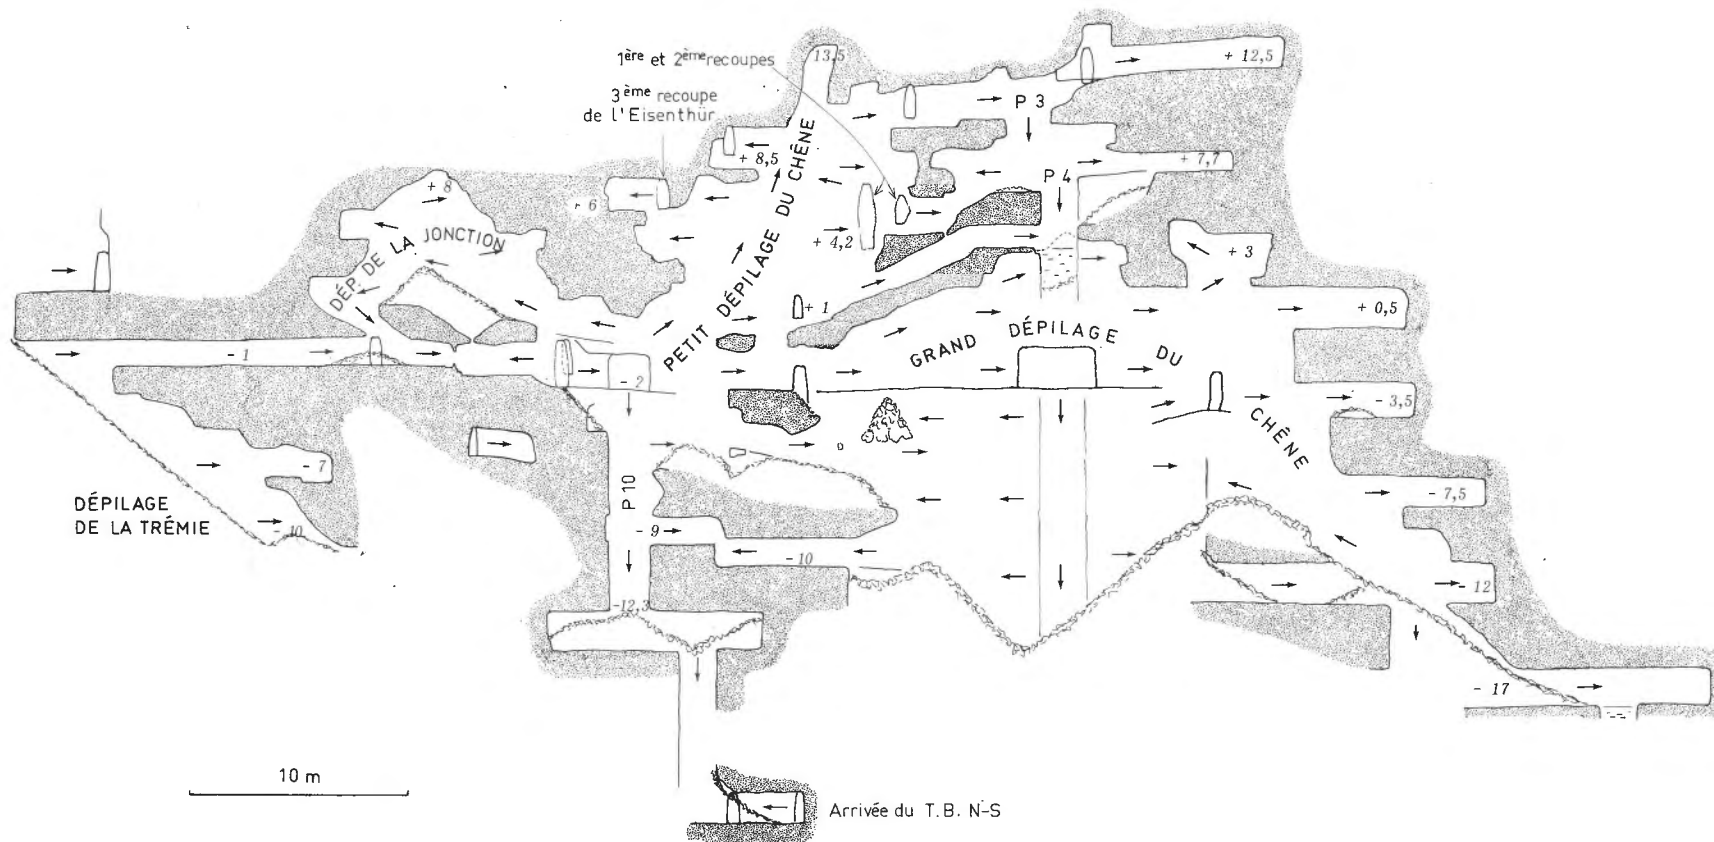 13,5
+ 12,5
1ère et 2ème recoupes
3ème recoupe
de l'Eisenthür
P 3
+ 8,5
+ 7,7
P 4
+ 8
+ 6
+ 4,2
+ 3
DÉP. DE LA JONCTION
PETIT DÉPILAGE DU CHÊNE
+ 1
+ 0,5
GRAND DÉPILAGE DU CHÊNE
- 1
- 2
- 3,5
- 7
- 7,5
DÉPILAGE
DE LA TRÉMIE
- 10
P 10
- 9
- 10
- 12
-12,3
- 17
10 m
Arrivée du T.B. N-S